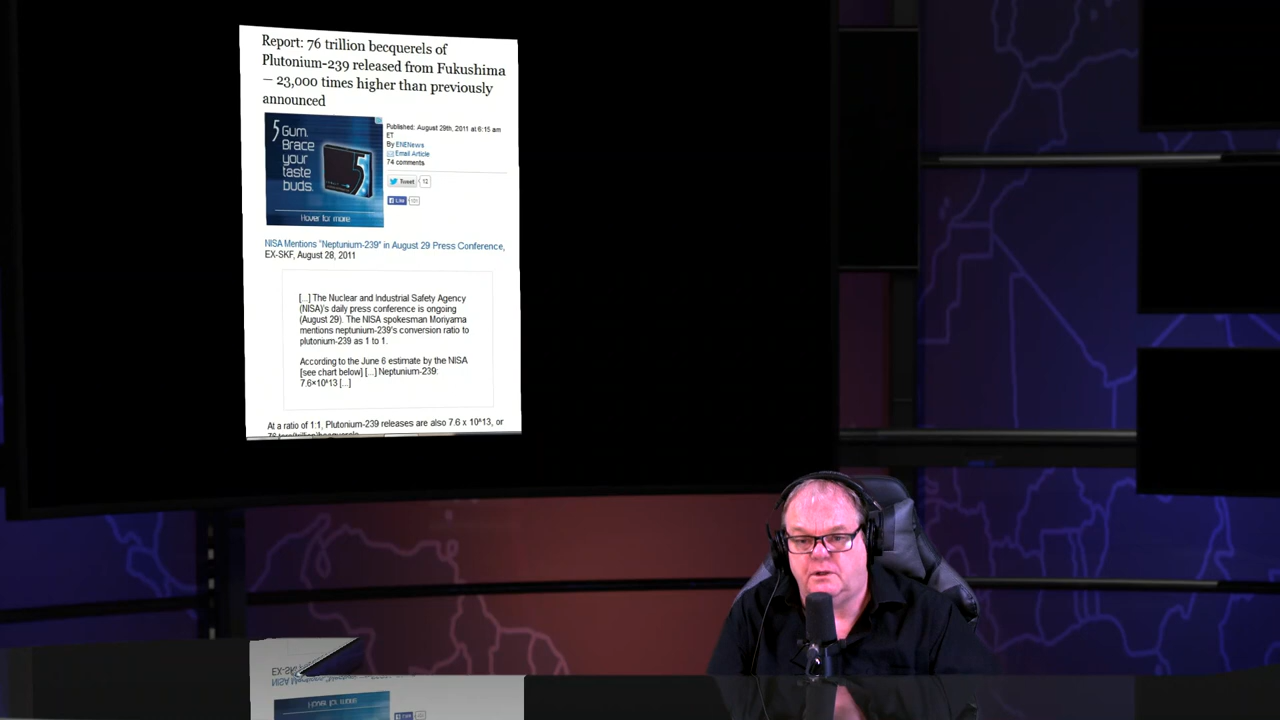 Report: 76 trillion becquerels of
Plutonium-239 released from Fukushima
— 23,000 times higher than previously
announced
5 Gum.
Brace
your
taste
buds.
5
Hover for more
Published: August 29th, 2011 at 6:15 am
ET
By ENENews
Email Article
74 comments
Tweet 12
Like
NISA Mentions "Neptunium-239" in August 29 Press Conference,
EX-SKF, August 28, 2011
[...] The Nuclear and Industrial Safety Agency
(NISA)'s daily press conference is ongoing
(August 29). The NISA spokesman Moriyama
mentions neptunium-239's conversion ratio to
plutonium-239 as 1 to 1.
According to the June 6 estimate by the NISA
[see chart below] [...] Neptunium-239:
7.6×10^13 [...]
At a ratio of 1:1, Plutonium-239 releases are also 7.6 x 10^13, or